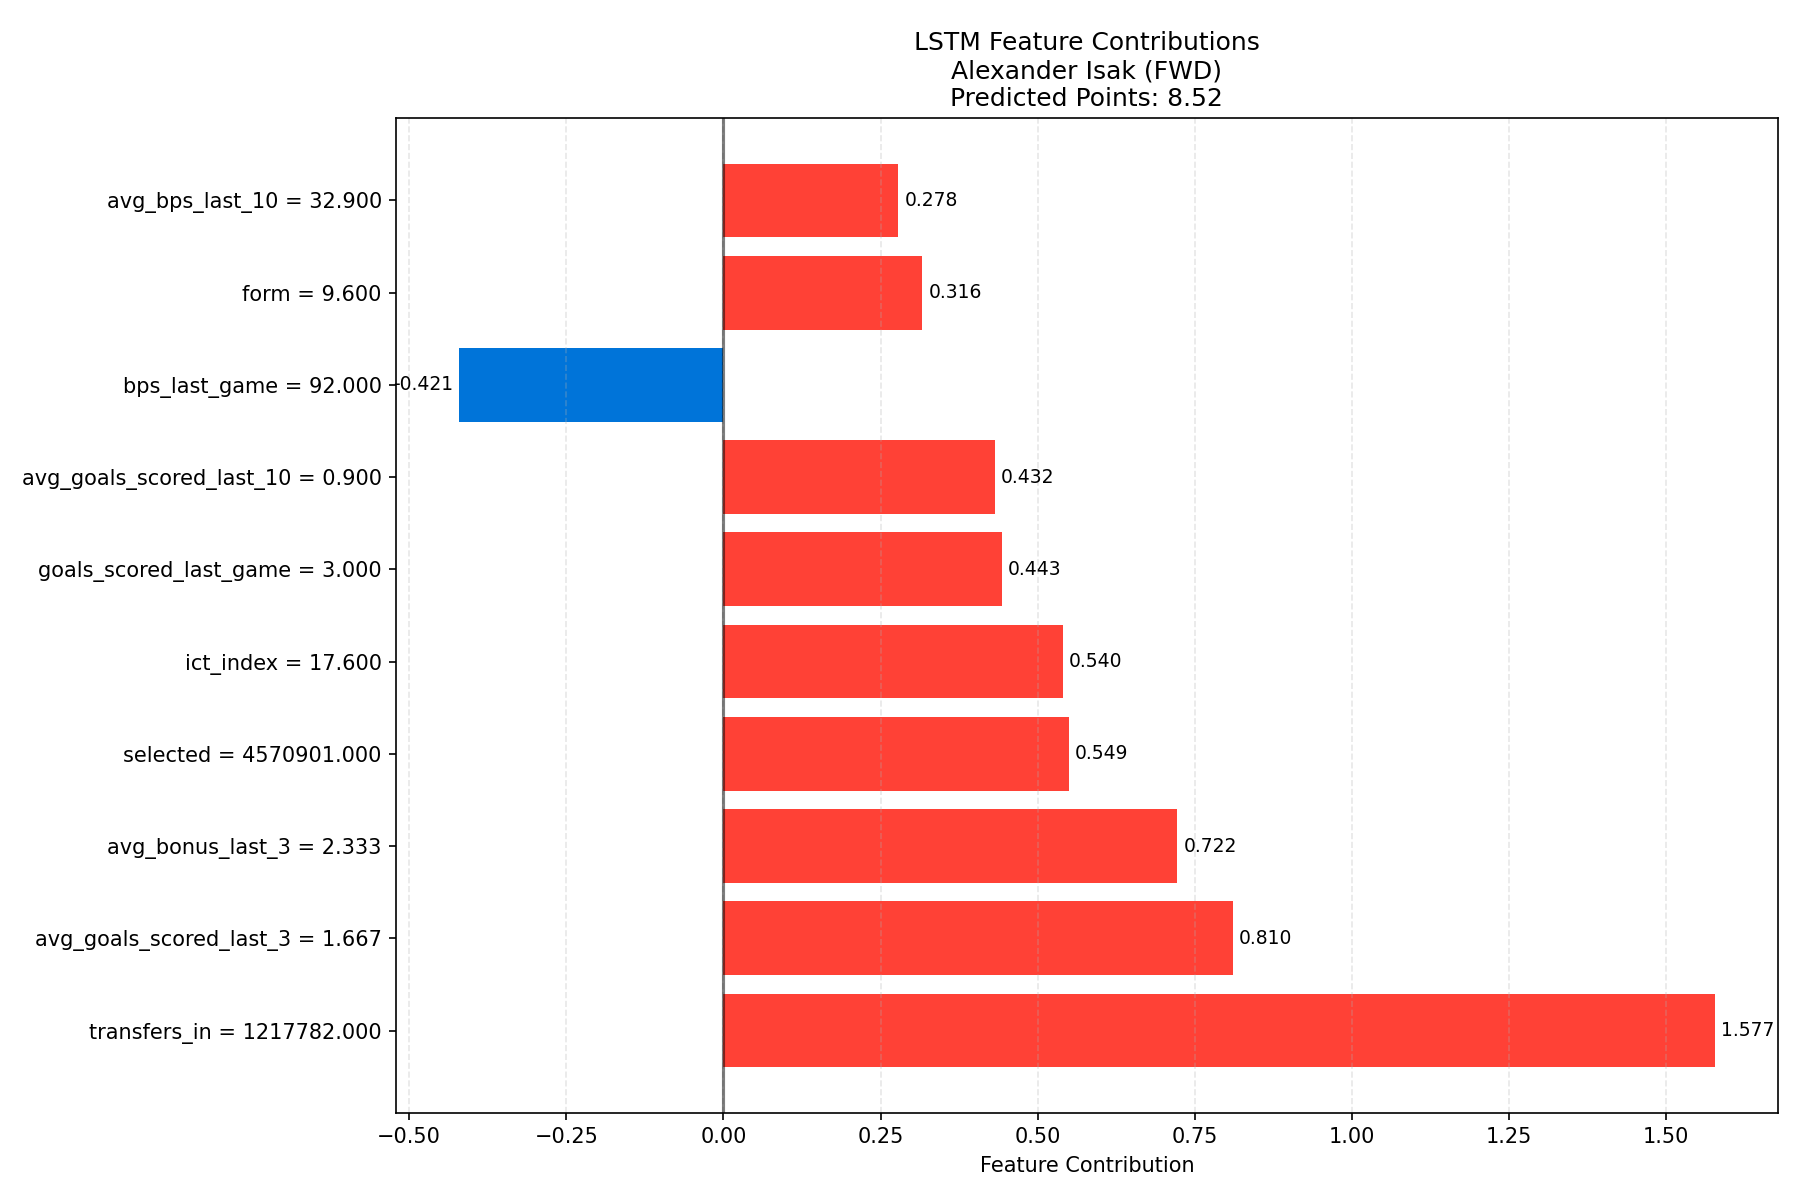 LSTM Feature Contributions
Alexander Isak (FWD)
Predicted Points: 8.52
avg_bps_last_10 = 32.900
0.278
form = 9.600
0.316
bps_last_game = 92.000
-0.421
avg_goals_scored_last_10 = 0.900
0.432
goals_scored_last_game = 3.000
0.443
ict_index = 17.600
0.540
selected = 4570901.000
0.549
avg_bonus_last_3 = 2.333
0.722
avg_goals_scored_last_3 = 1.667
0.810
transfers_in = 1217782.000
1.577
−0.50 −0.25 0.00 0.25 0.50 0.75 1.00 1.25 1.50
Feature Contribution